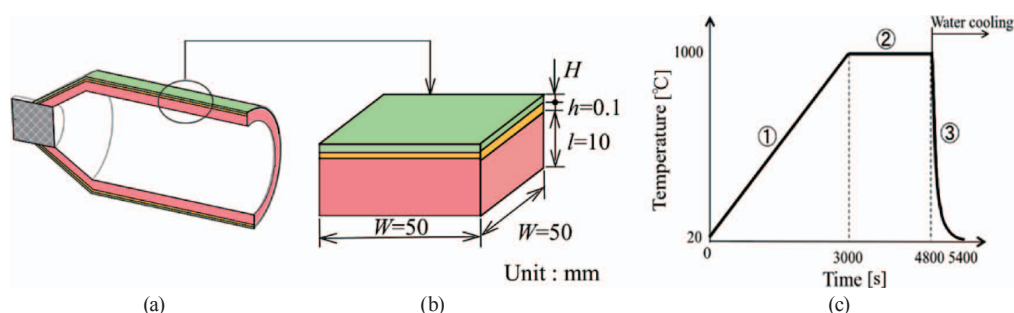 H
h=0.1
l=10
W=50
W=50
Unit : mm
(a)
(b)
Water cooling
②
1000
Temperature [℃]
①
③
20
0
3000
4800 5400
Time [s]
(c)